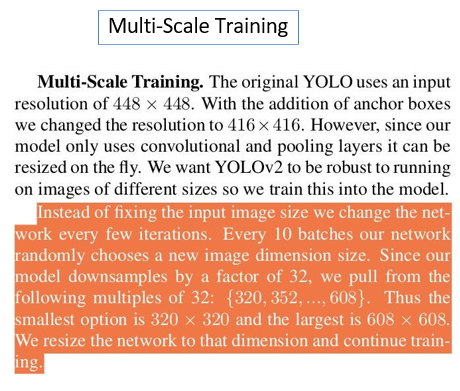 Multi-Scale Training
Multi-Scale Training. The original YOLO uses an input
resolution of 448 × 448. With the addition of anchor boxes
we changed the resolution to 416×416. However, since our
model only uses convolutional and pooling layers it can be
resized on the fly. We want YOLOv2 to be robust to running
on images of different sizes so we train this into the model.
Instead of fixing the input image size we change the net-
work every few iterations. Every 10 batches our network
randomly chooses a new image dimension size. Since our
model downsamples by a factor of 32, we pull from the
following multiples of 32: {320, 352, ..., 608}. Thus the
smallest option is 320 × 320 and the largest is 608 × 608.
We resize the network to that dimension and continue train-
ing.